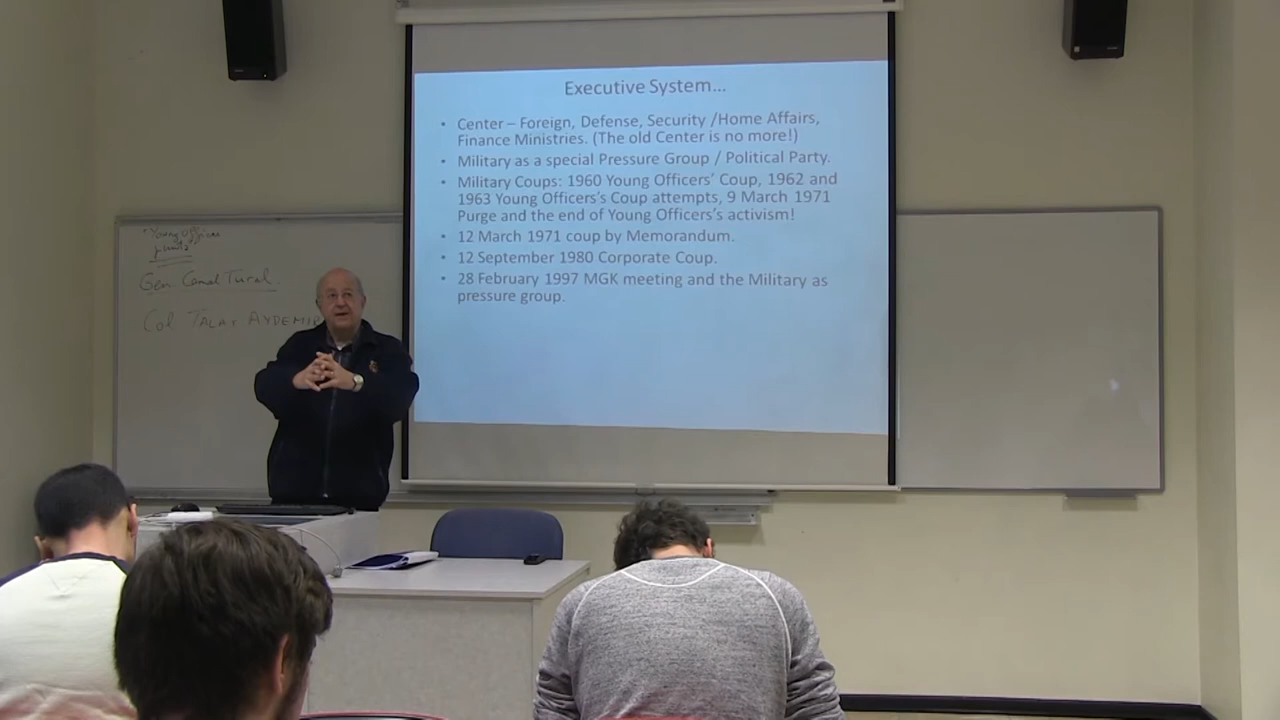 Executive System...
• Center – Foreign, Defense, Security /Home Affairs,
Finance Ministries. (The old Center is no more!)
• Military as a special Pressure Group / Political Party.
• Military Coups: 1960 Young Officers' Coup, 1962 and
1963 Young Officers's Coup attempts, 9 March 1971
Purge and the end of Young Officers's activism!
• 12 March 1971 coup by Memorandum.
• 12 September 1980 Corporate Coup.
• 28 February 1997 MGK meeting and the Military as
pressure group.
Young Officers
Gen. Cemal Tural.
Col TALAT AYDEMIR